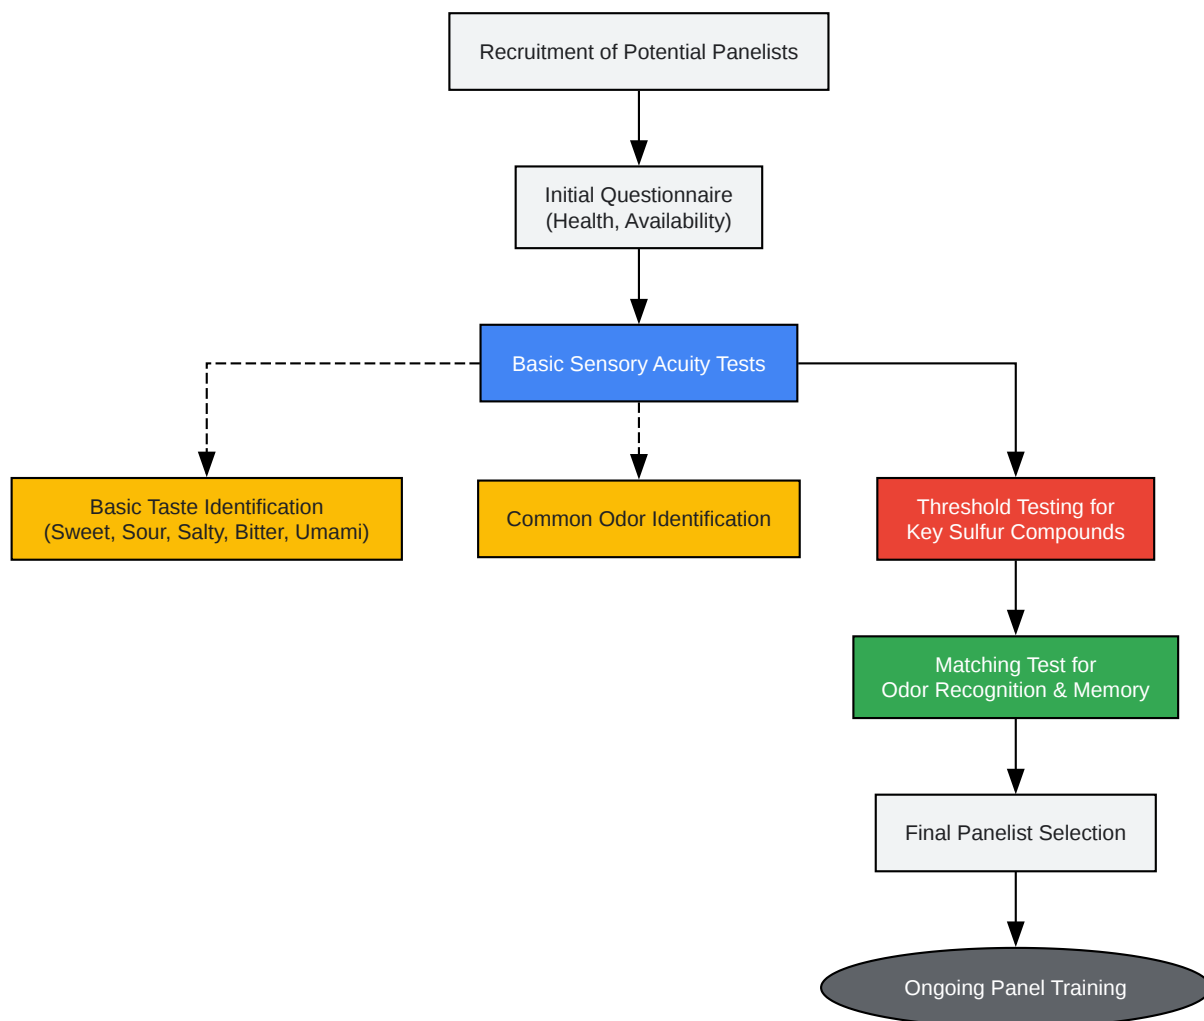 Recruitment of Potential Panelists
Initial Questionnaire
(Health, Availability)
Basic Sensory Acuity Tests
Basic Taste Identification
(Sweet, Sour, Salty, Bitter, Umami)
Common Odor Identification
Threshold Testing for
Key Sulfur Compounds
Matching Test for
Odor Recognition & Memory
Final Panelist Selection
Ongoing Panel Training